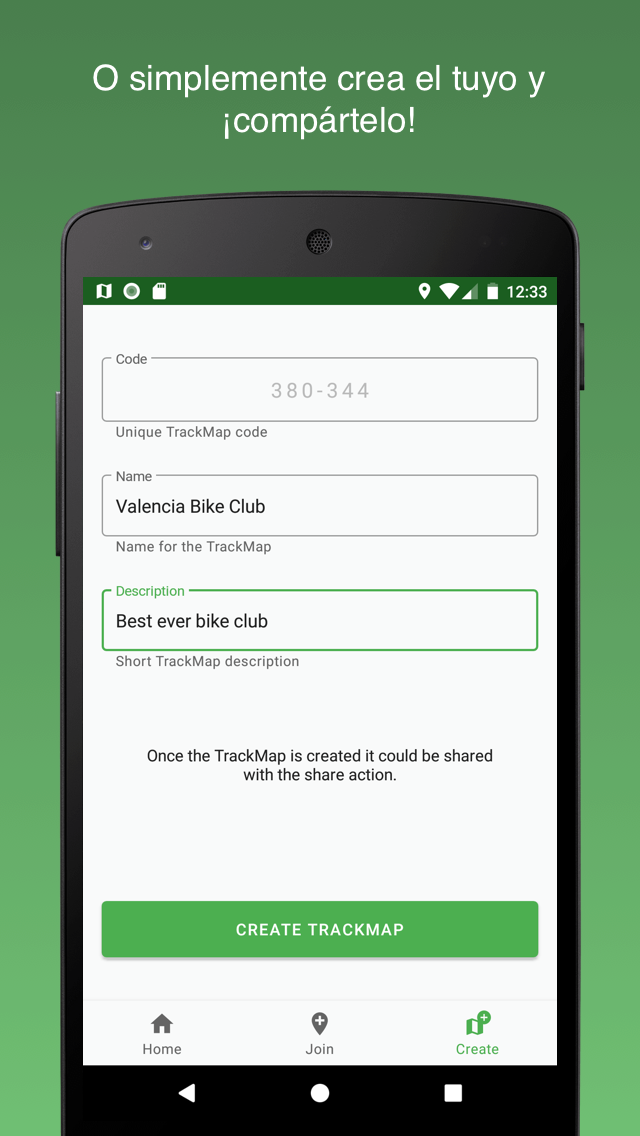 O simplemente crea el tuyo y
¡compártelo!
12:33
Code
380-344
Unique TrackMap code
Name
Valencia Bike Club
Name for the TrackMap
Description
Best ever bike club
Short TrackMap description
Once the TrackMap is created it could be shared
with the share action.
CREATE TRACKMAP
Home
Join
Create